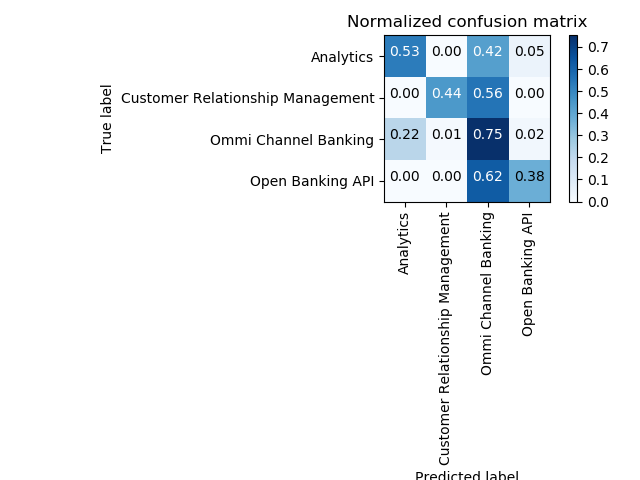 Normalized confusion matrix
True label
Analytics
Customer Relationship Management
Ommi Channel Banking
Open Banking API
0.53 0.00 0.42 0.05
0.00 0.44 0.56 0.00
0.22 0.01 0.75 0.02
0.00 0.00 0.62 0.38
0.7
0.6
0.5
0.4
0.3
0.2
0.1
0.0
Analytics
Customer Relationship Management
Ommi Channel Banking
Open Banking API
Predicted label